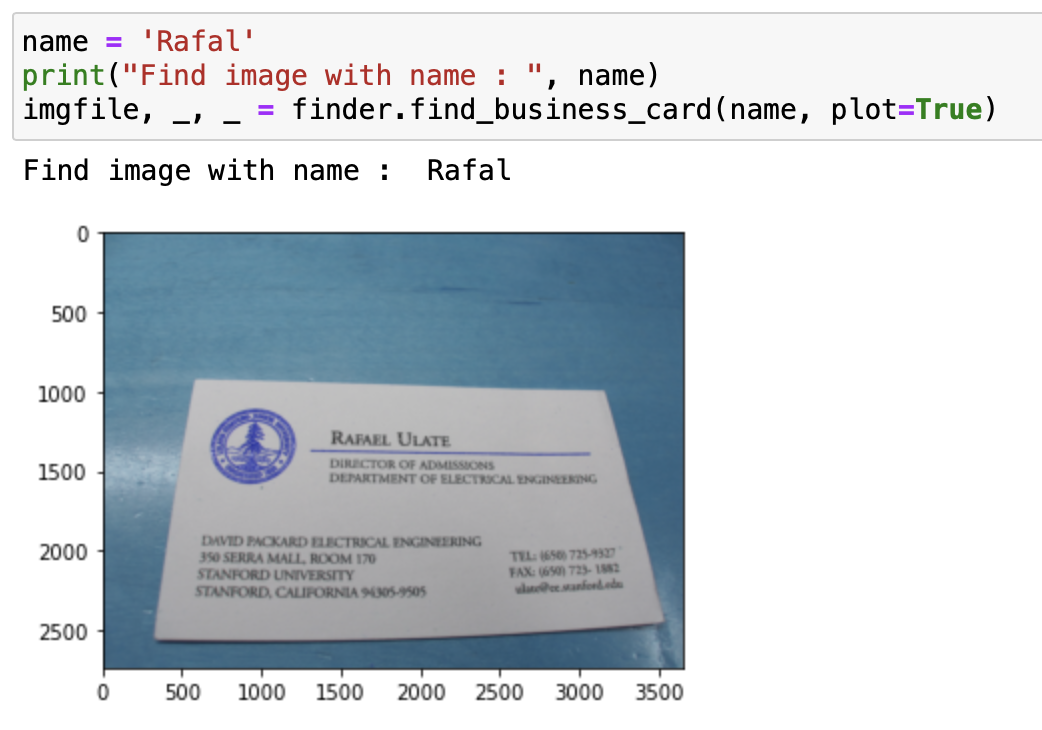 name = 'Rafal'
print("Find image with name : ", name)
imgfile, _, _ = finder.find_business_card(name, plot=True)
Find image with name :  Rafal
0
500
1000
1500
2000
2500
RAFAEL ULATE
DIRECTOR OF ADMISSIONS
DEPARTMENT OF ELECTRICAL ENGINEERING
DAVID PACKARD ELECTRICAL ENGINEERING
350 SERRA MALL, ROOM 170
STANFORD UNIVERSITY
STANFORD, CALIFORNIA 94305-9505
TEL: (650) 725-9327
FAX: (650) 723- 1882
ulate@ee.stanford.edu
0 500 1000 1500 2000 2500 3000 3500